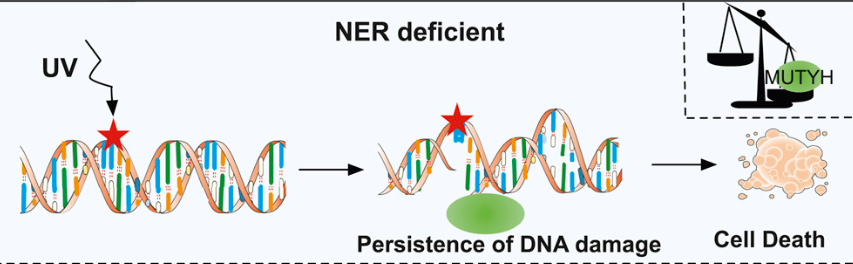 NER deficient
UV
MUTYH
Persistence of DNA damage
Cell Death